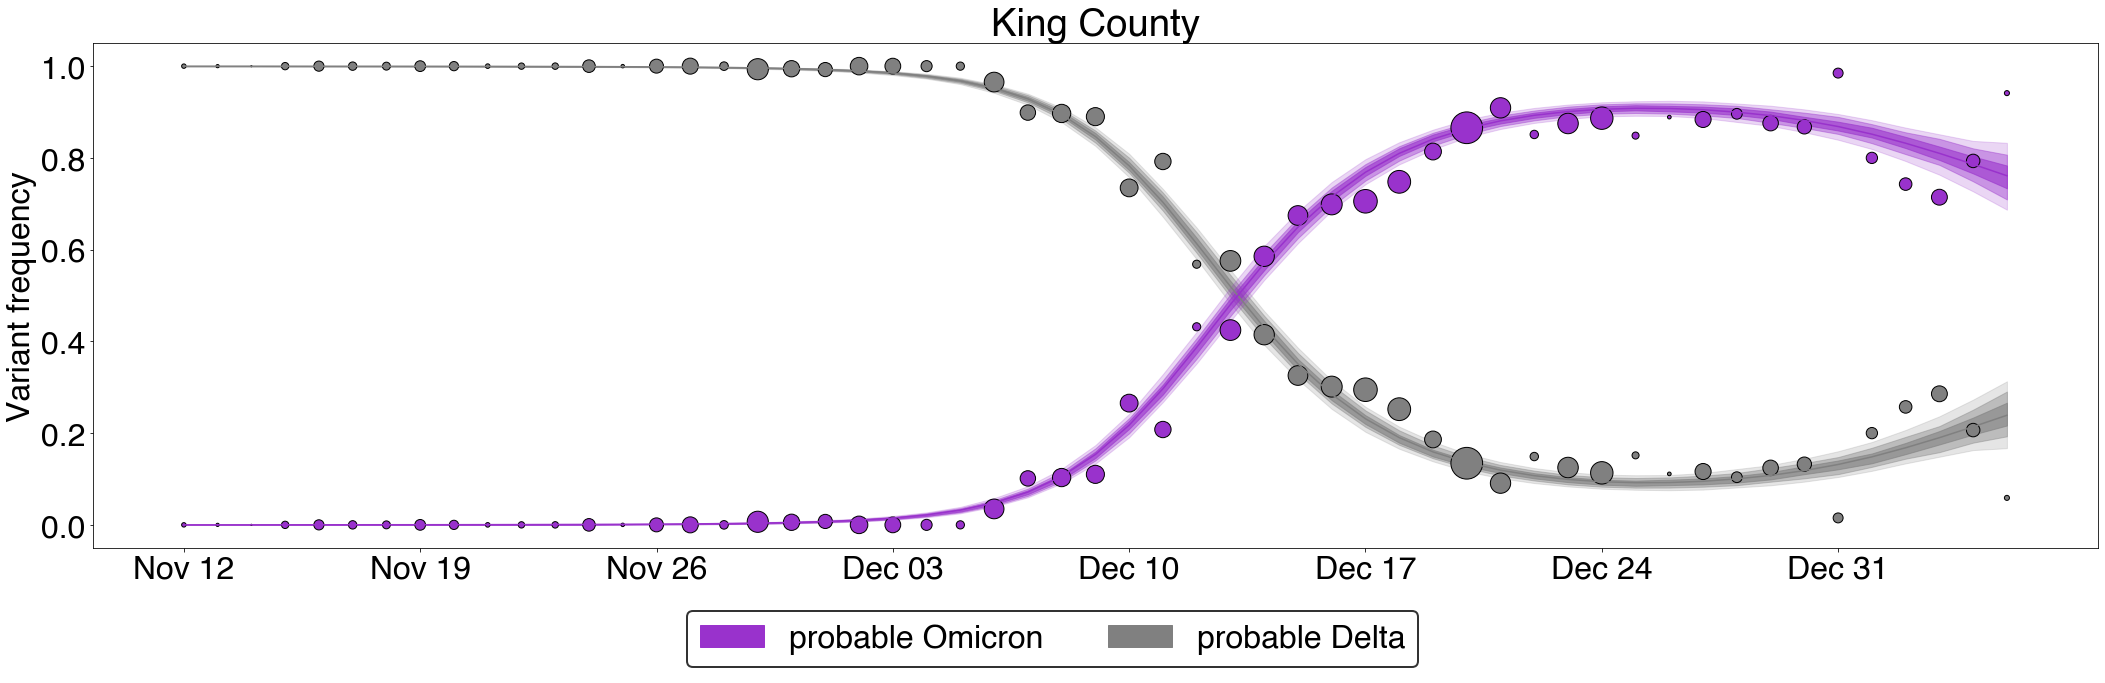 King County
Variant frequency
1.0
0.8
0.6
0.4
0.2
0.0
Nov 12 Nov 19 Nov 26 Dec 03 Dec 10 Dec 17 Dec 24 Dec 31
probable Omicron probable Delta